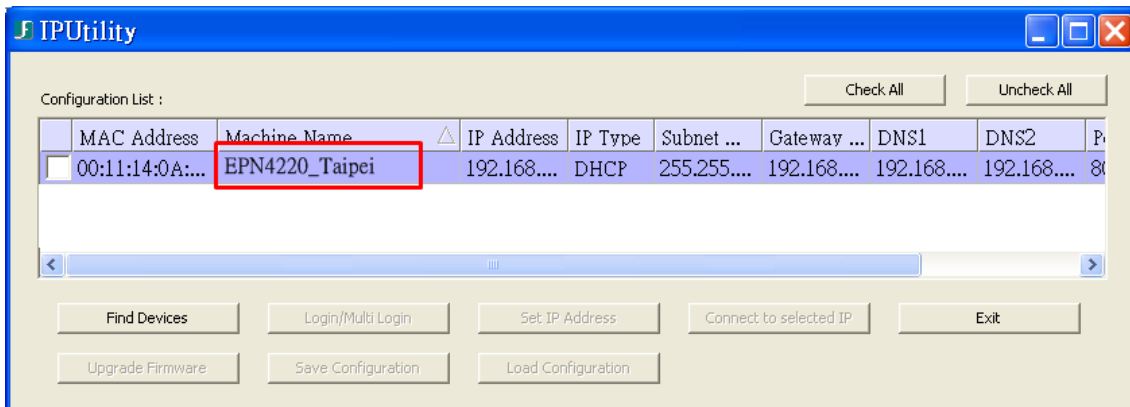 IPUtility
Check All Uncheck All
Configuration List :
MAC Address Machine Name IP Address IP Type Subnet ... Gateway ... DNS1 DNS2
00:11:14:0A:... EPN4220_Taipei 192.168.... DHCP 255.255.... 192.168.... 192.168.... 192.168....
Find Devices Login/Multi Login Set IP Address Connect to selected IP Exit
Upgrade Firmware Save Configuration Load Configuration